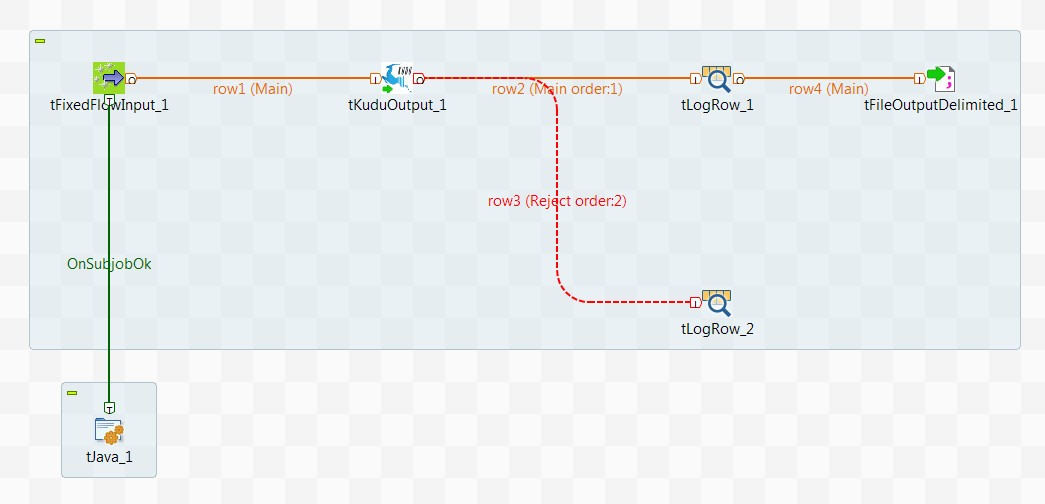 tFixedFlowInput_1
row1 (Main)
tKuduOutput_1
row2 (Main order:1)
tLogRow_1
row4 (Main)
tFileOutputDelimited_1
row3 (Reject order:2)
OnSubjobOk
tLogRow_2
tJava_1